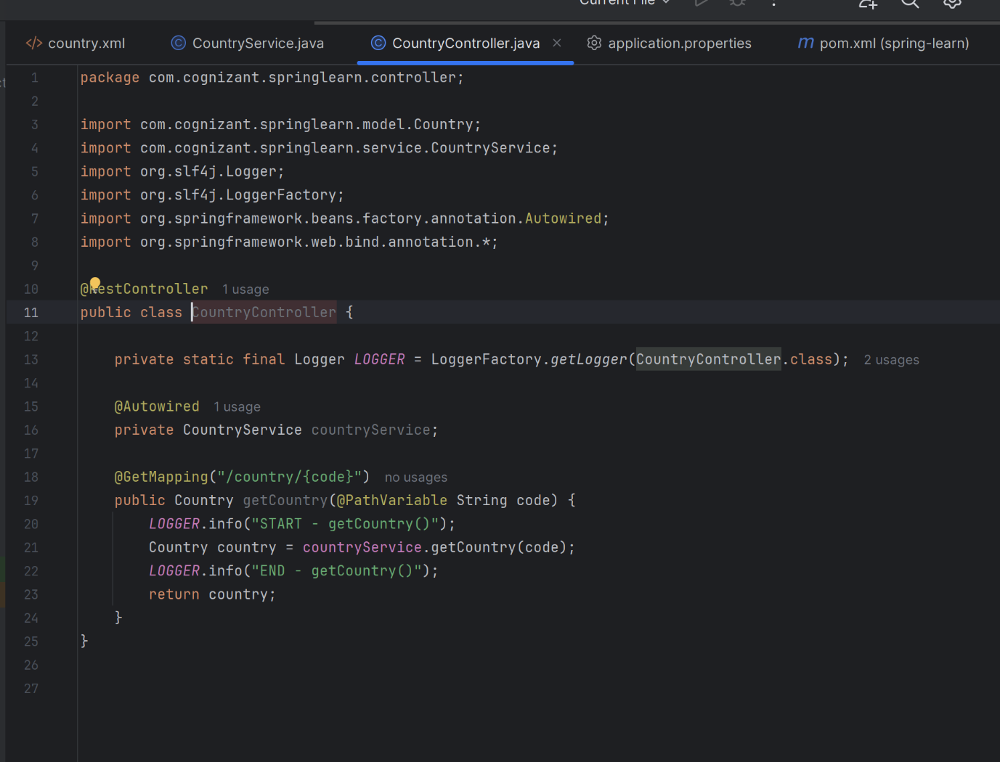 Current File
country.xml CountryService.java CountryController.java application.properties pom.xml (spring-learn)
1 package com.cognizant.springlearn.controller;
2
3 import com.cognizant.springlearn.model.Country;
4 import com.cognizant.springlearn.service.CountryService;
5 import org.slf4j.Logger;
6 import org.slf4j.LoggerFactory;
7 import org.springframework.beans.factory.annotation.Autowired;
8 import org.springframework.web.bind.annotation.*;
9
10 @RestController 1 usage
11 public class CountryController {
12
13 private static final Logger LOGGER = LoggerFactory.getLogger(CountryController.class); 2 usages
14
15 @Autowired 1 usage
16 private CountryService countryService;
17
18 @GetMapping("/country/{code}") no usages
19 public Country getCountry(@PathVariable String code) {
20 LOGGER.info("START - getCountry()");
21 Country country = countryService.getCountry(code);
22 LOGGER.info("END - getCountry()");
23 return country;
24 }
25 }
26
27